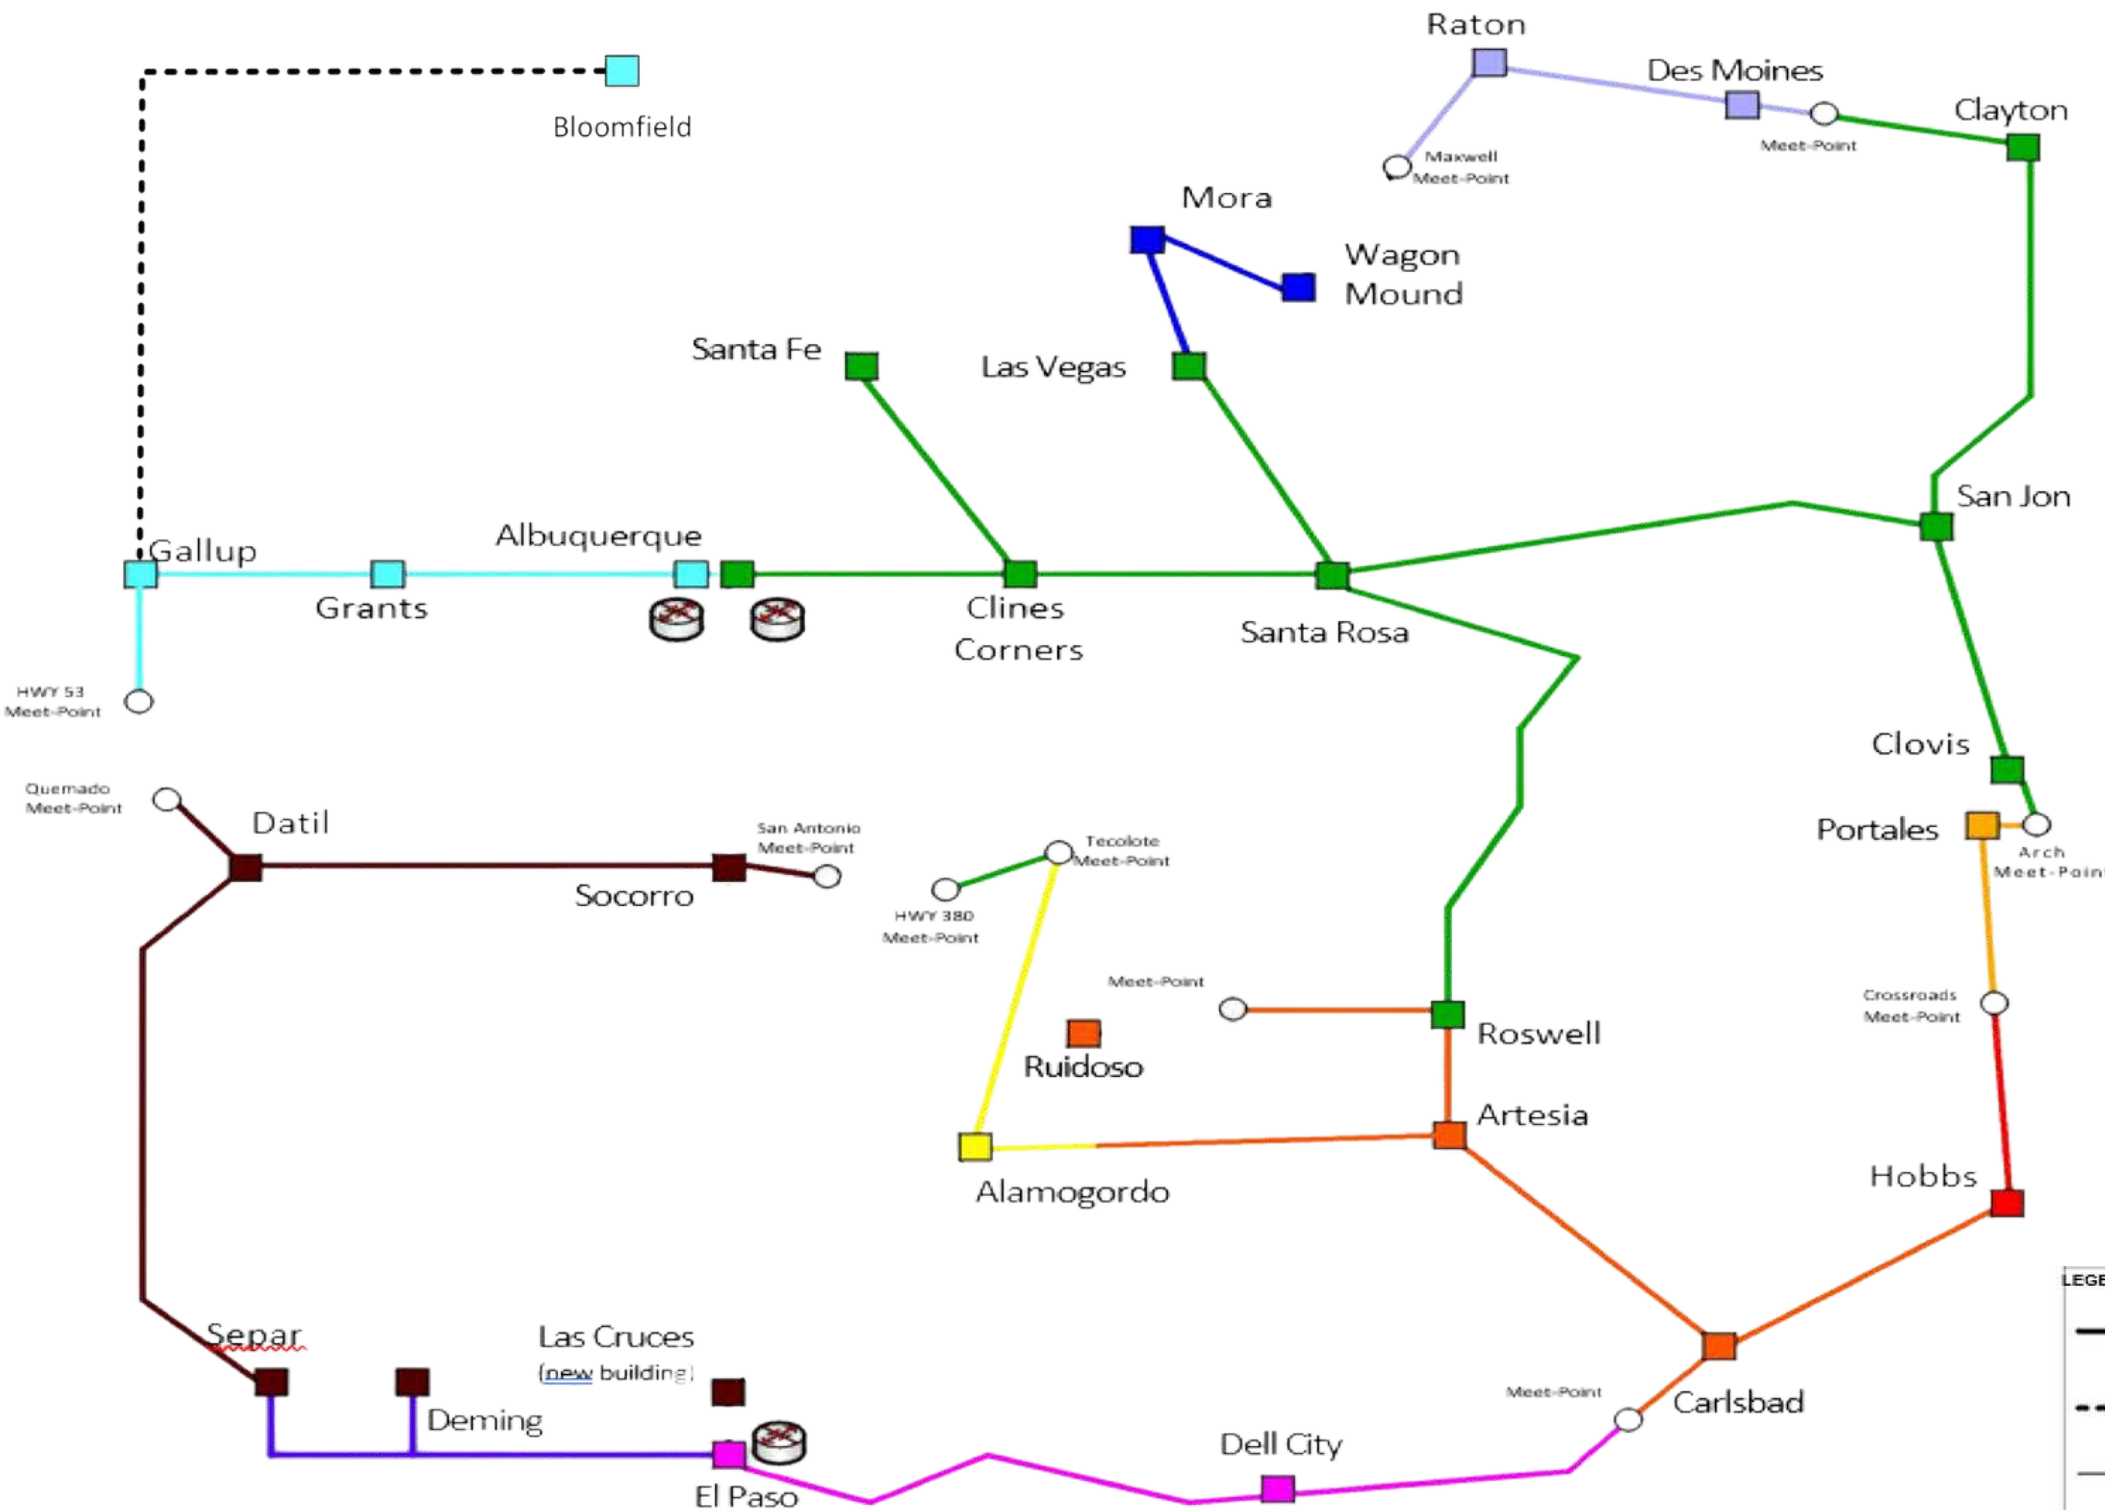 Raton
Des Moines
Clayton
Bloomfield
Meet-Point
Maxwell
Meet-Point
Mora
Wagon
Mound
Santa Fe
Las Vegas
San Jon
Albuquerque
Gallup
Grants
Clines
Corners
Santa Rosa
HWY 53
Meet-Point
Clovis
Quemado
Meet-Point
Datil
San Antonio
Meet-Point
Tecolote
Meet-Point
Portales
Arch
Meet-Point
Socorro
HWY 380
Meet-Point
Meet-Point
Crossroads
Meet-Point
Roswell
Ruidoso
Artesia
Alamogordo
Hobbs
LEGE
Separ
Las Cruces
(new building)
Meet-Point
Carlsbad
Deming
Dell City
El Paso